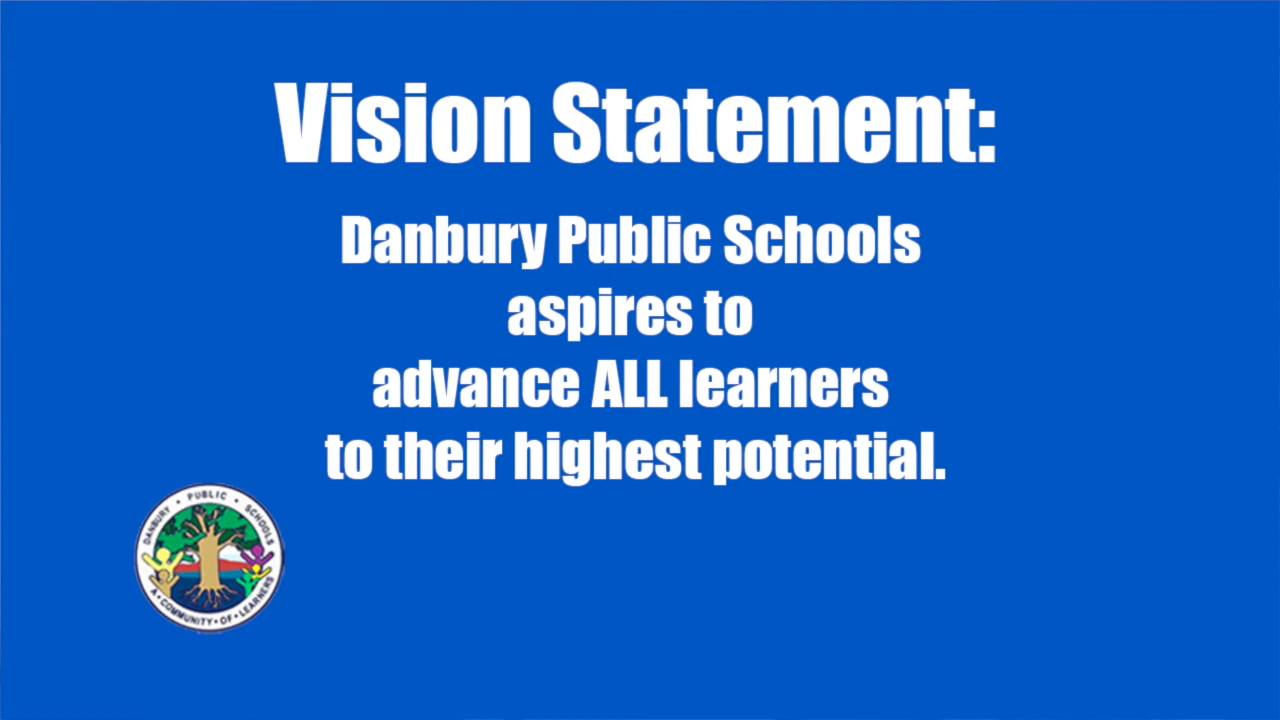 Vision Statement:
Danbury Public Schools
aspires to
advance ALL learners
to their highest potential.
DANBURY • PUBLIC • SCHOOLS
A • COMMUNITY • OF • LEARNERS